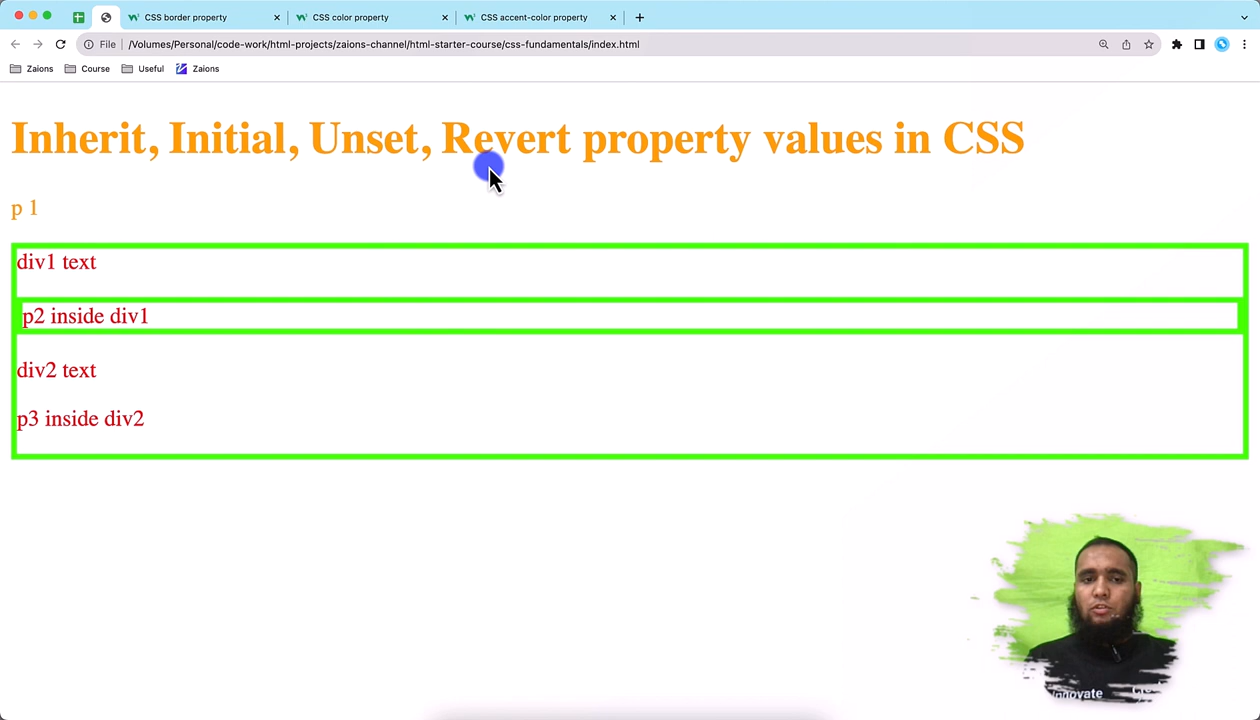 CSS border property
CSS color property
CSS accent-color property
File
/Volumes/Personal/code-work/html-projects/zaions-channel/html-starter-course/css-fundamentals/index.html
Zaions
Course
Useful
Zaions
Inherit, Initial, Unset, Revert property values in CSS
p 1
div1 text
p2 inside div1
div2 text
p3 inside div2